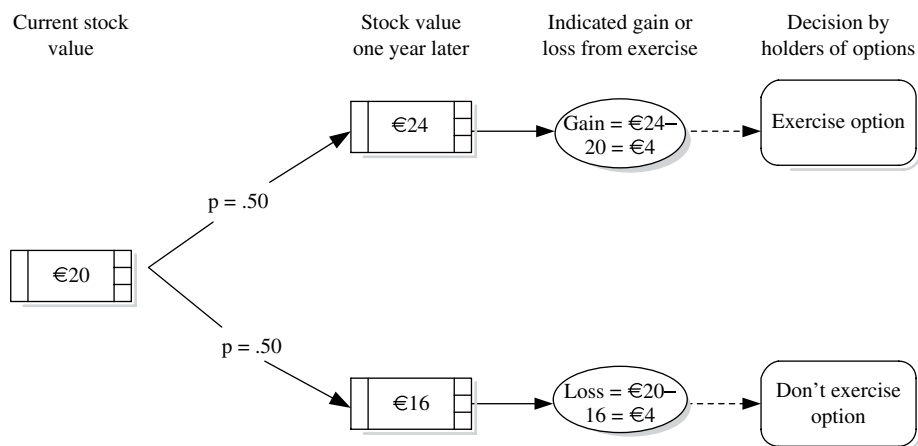 Current stock
value
Stock value
one year later
Indicated gain or
loss from exercise
Decision by
holders of options
€24
Gain = €24–
20 = €4
Exercise option
p = .50
€20
p = .50
€16
Loss = €20–
16 = €4
Don't exercise
option